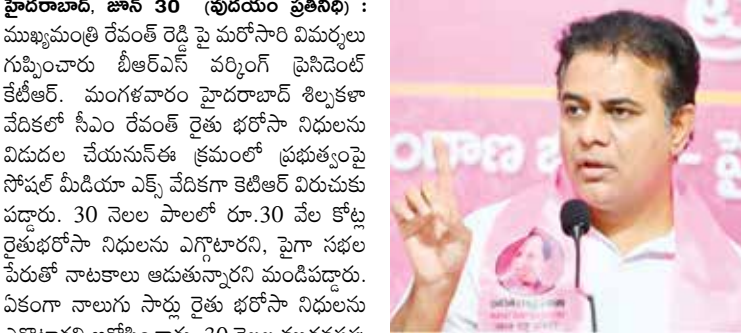 హైదరాబాద్, జూన్ 30 (వుదయం ప్రతినిధి) :
ముఖ్యమంత్రి రేవంత్ రెడ్డి పై మరోసారి విమర్శలు
గుప్పించారు బీఆర్ఎస్ వర్కింగ్ ప్రెసిడెంట్
కేటీఆర్. మంగళవారం హైదరాబాద్ శిల్పకళా
వేదికలో సీఎం రేవంత్ రైతు భరోసా నిధులను
విడుదల చేయనున్ఈ క్రమంలో ప్రభుత్వంపై
సోషల్ మీడియా ఎక్స్ వేదికగా కెటిఆర్ విరుచుకు
పడ్డారు. 30 నెలల పాలలో రూ.30 వేల కోట్ల
రైతుభరోసా నిధులను ఎగ్గొటారని, పైగా సభల
పేరుతో నాటకాలు ఆడుతున్నారని మండిపడ్డారు.
ఏకంగా నాలుగు సార్లు రైతు భరోసా నిధులను